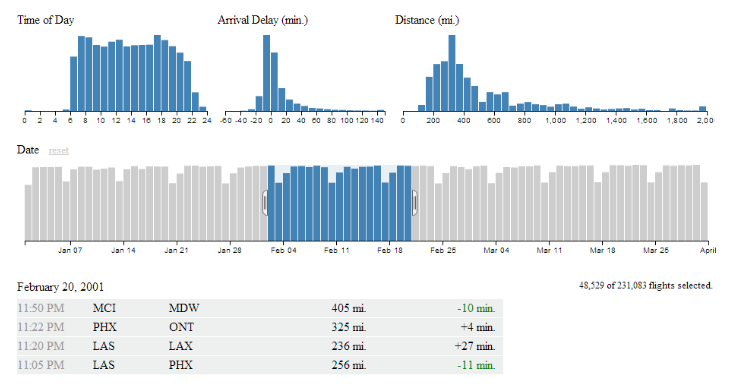 Time of Day Arrival Delay (min.) Distance (mi.)
0 2 4 6 8 10 12 14 16 18 20 22 24 -60 -40 -20 0 20 40 60 80 100 120 140 0 200 400 600 800 1,000 1,200 1,400 1,600 1,800 2,00
Date reset
Jan 07 Jan 14 Jan 21 Jan 28 Feb 04 Feb 11 Feb 18 Feb 25 Mar 04 Mar 11 Mar 18 Mar 25 April
February 20, 2001 48,529 of 231,083 flights selected.
11:50 PM MCI MDW 405 mi. -10 min.
11:22 PM PHX ONT 325 mi. +4 min.
11:20 PM LAS LAX 236 mi. +27 min.
11:05 PM LAS PHX 256 mi. -11 min.